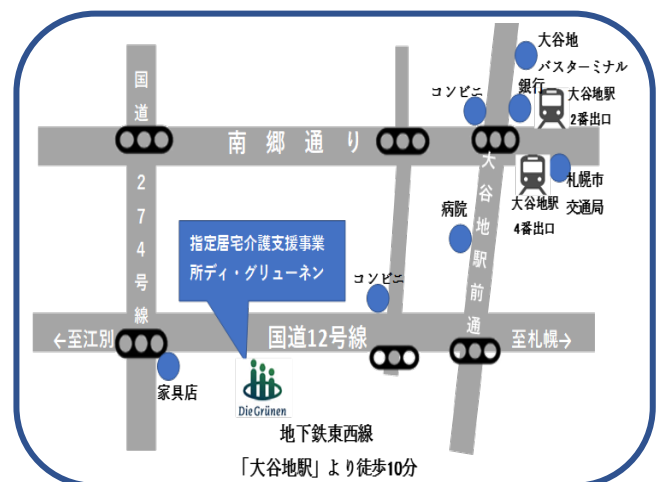 大谷地
バスターミナル
コンビニ
銀行
大谷地駅
2番出口
国道274号線
南郷通り
大谷地駅前通
大谷地駅
4番出口
札幌市
交通局
病院
指定居宅介護支援事業
所ディ・グリューネン
コンビニ
←至江別
国道12号線
至札幌→
家具店
Die Grünen
地下鉄東西線
「大谷地駅」より徒歩10分